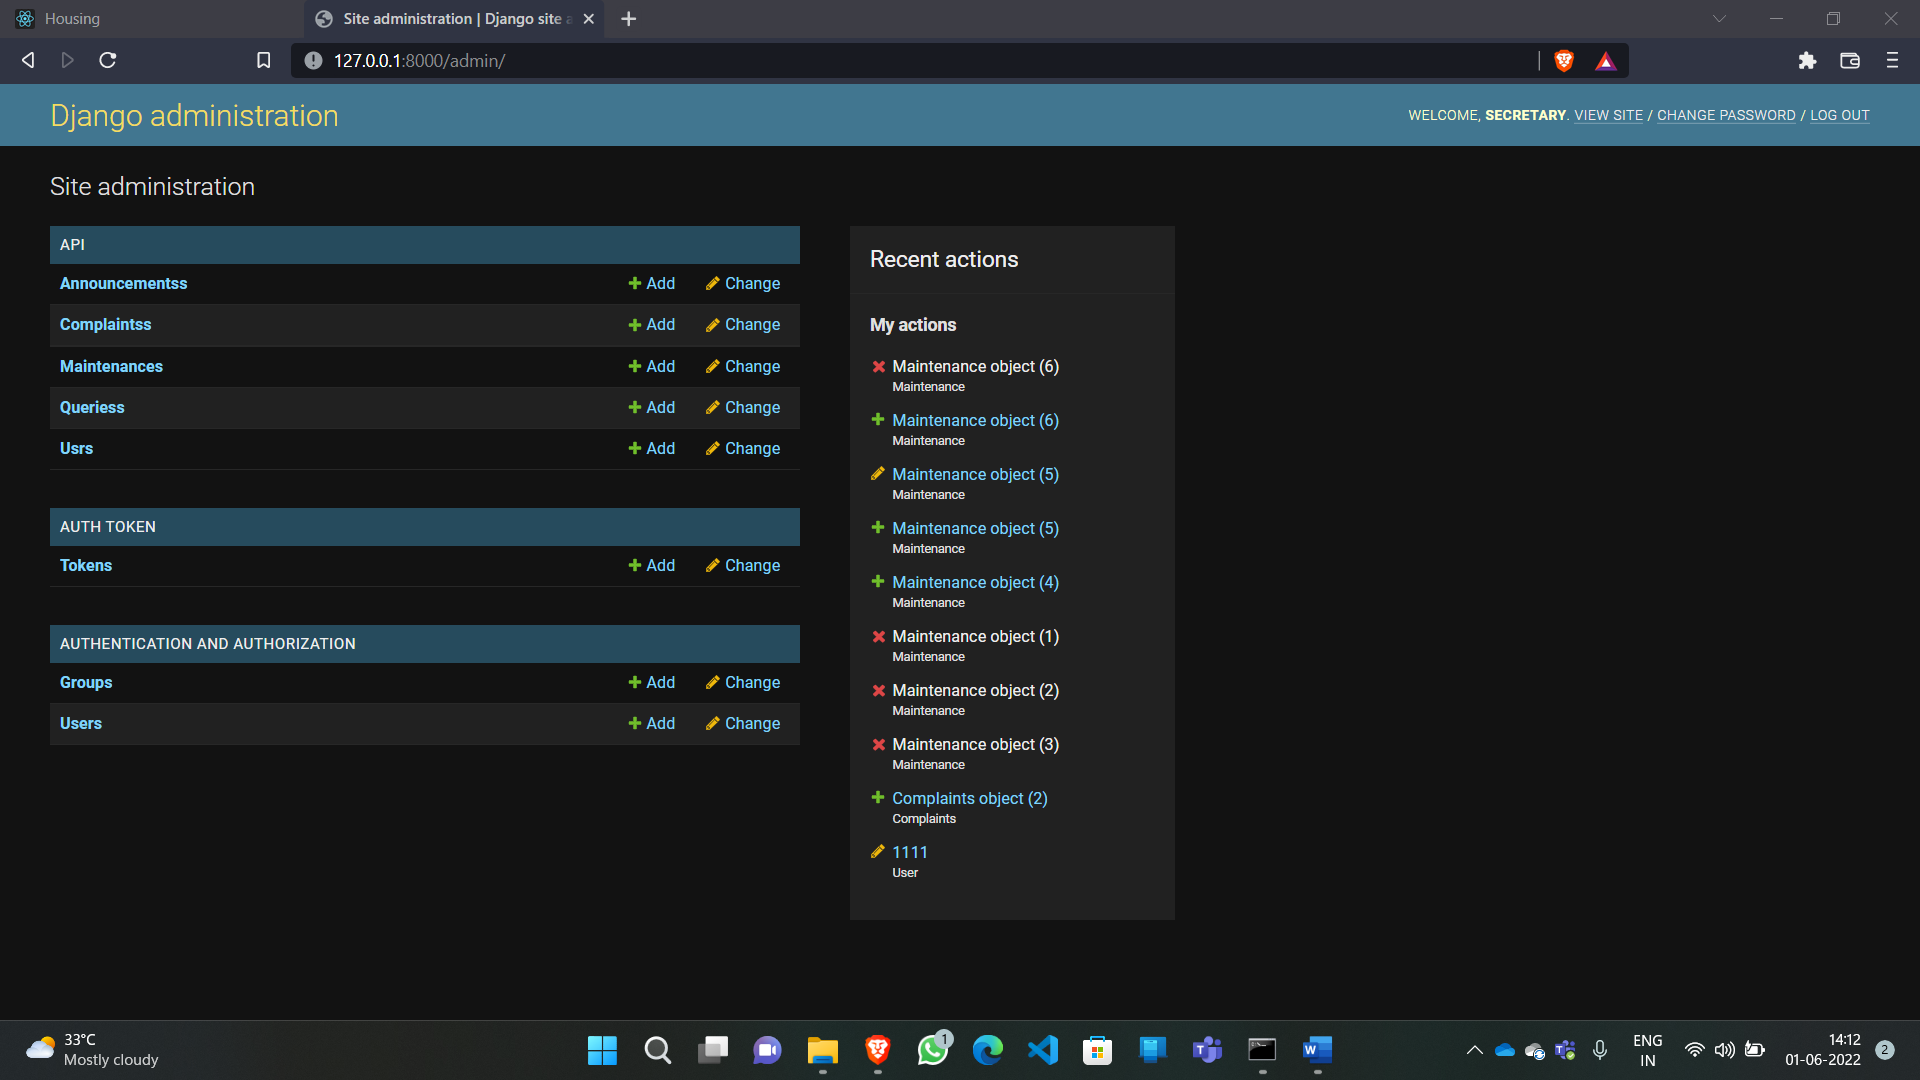 Housing
Site administration | Django site a
127.0.0.1:8000/admin/
Django administration
WELCOME, SECRETARY. VIEW SITE / CHANGE PASSWORD / LOG OUT
Site administration
API
Announcementss Add Change
Complaintss Add Change
Maintenances Add Change
Queriess Add Change
Usrs Add Change
AUTH TOKEN
Tokens Add Change
AUTHENTICATION AND AUTHORIZATION
Groups Add Change
Users Add Change
Recent actions
My actions
Maintenance object (6)
Maintenance
Maintenance object (6)
Maintenance
Maintenance object (5)
Maintenance
Maintenance object (5)
Maintenance
Maintenance object (4)
Maintenance
Maintenance object (1)
Maintenance
Maintenance object (2)
Maintenance
Maintenance object (3)
Maintenance
Complaints object (2)
Complaints
1111
User
33°C
Mostly cloudy
1
ENG
IN
14:12
01-06-2022
2